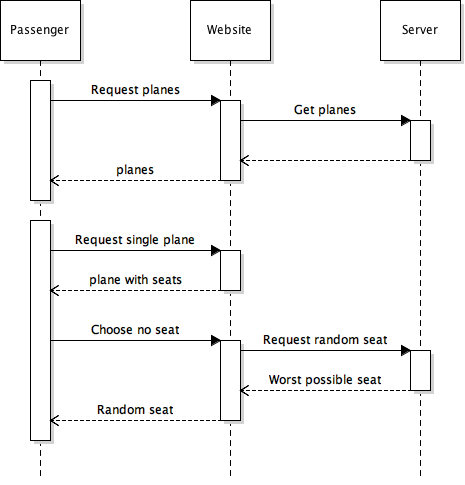 Passenger
Website
Server
Request planes
Get planes
planes
Request single plane
plane with seats
Choose no seat
Request random seat
Worst possible seat
Random seat